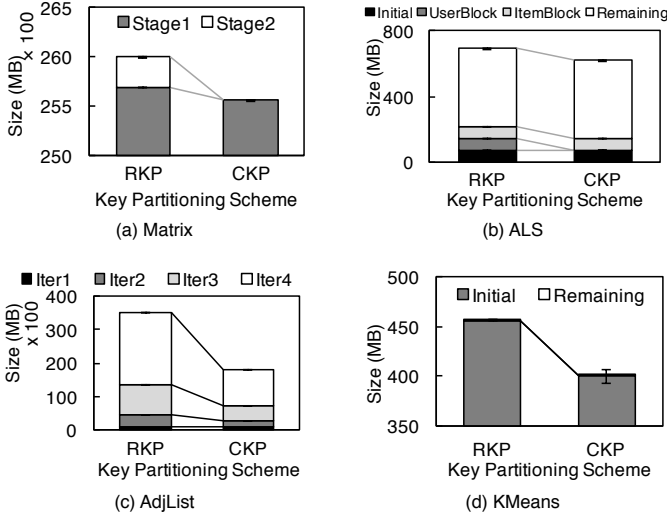 Stage1 Stage2
Size (MB)
x 100
265
260
255
250
RKP CKP
Key Partitioning Scheme
(a) Matrix
Initial UserBlock ItemBlock Remaining
Size (MB)
800
400
0
RKP CKP
Key Partitioning Scheme
(b) ALS
Iter1 Iter2 Iter3 Iter4
Size (MB)
x 100
400
300
200
100
0
RKP CKP
Key Partitioning Scheme
(c) AdjList
Initial Remaining
Size (MB)
500
450
400
350
RKP CKP
Key Partitioning Scheme
(d) KMeans